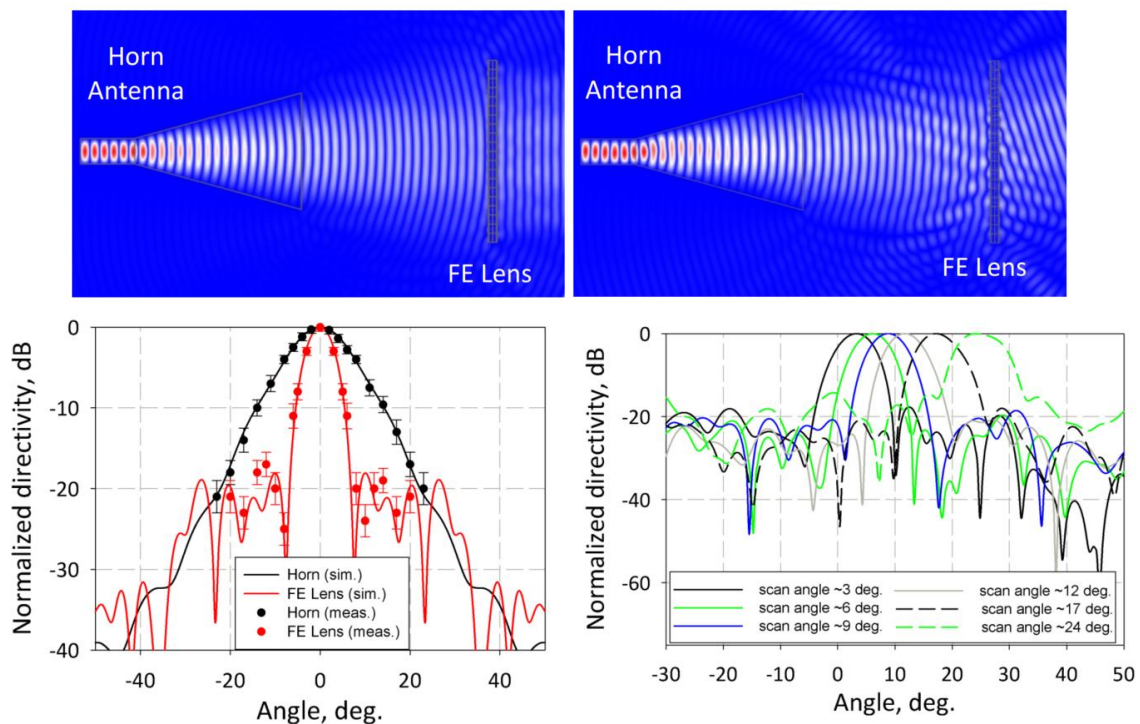 Horn
Antenna
FE Lens
Horn
Antenna
FE Lens
Normalized directivity, dB
0
-10
-20
-30
-40
Horn (sim.)
FE Lens (sim.)
Horn (meas.)
FE Lens (meas.)
-40 -20 0 20 40
Angle, deg.
Normalized directivity, dB
0
-20
-40
-60
scan angle ~3 deg. scan angle ~12 deg.
scan angle ~6 deg. scan angle ~17 deg.
scan angle ~9 deg. scan angle ~24 deg.
-30 -20 -10 0 10 20 30 40 50
Angle, deg.